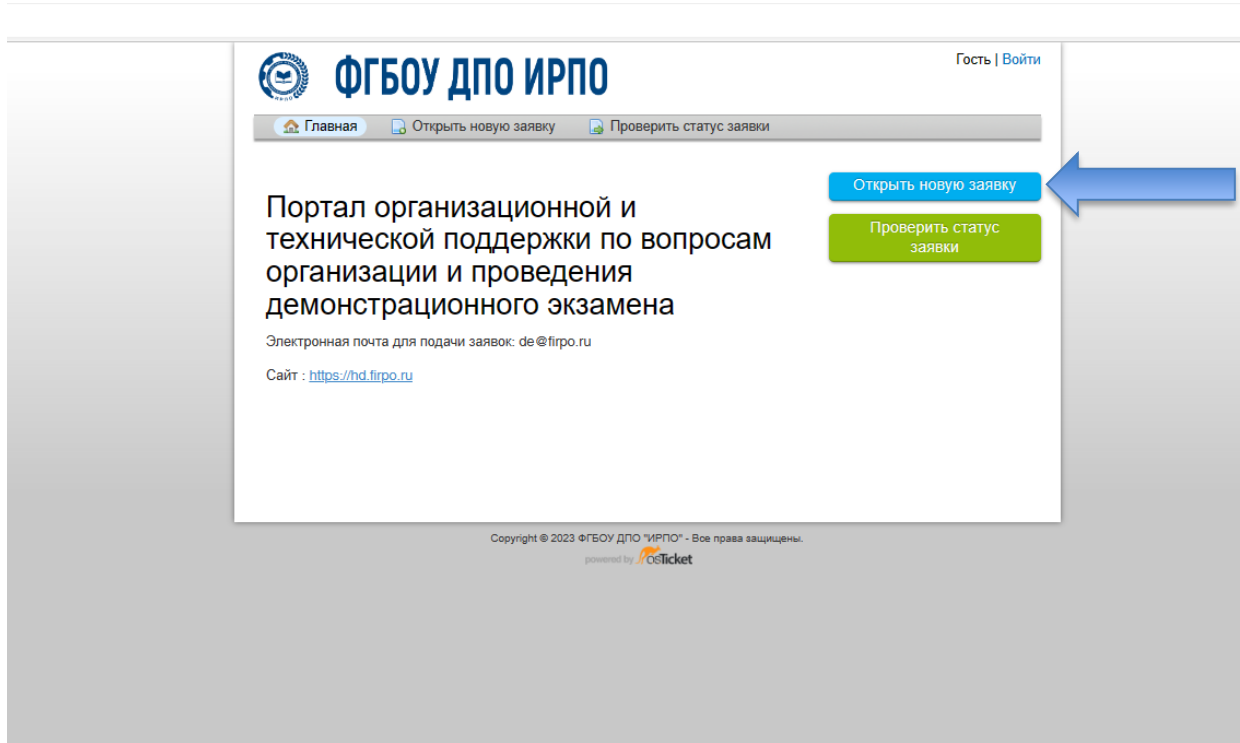 ФГБОУ ДПО ИРПО
Гость | Войти
Главная Открыть новую заявку Проверить статус заявки
Открыть новую заявку
Проверить статус
заявки
Портал организационной и
технической поддержки по вопросам
организации и проведения
демонстрационного экзамена
Электронная почта для подачи заявок: de@firpo.ru
Сайт : https://hd.firpo.ru
Copyright © 2023 ФГБОУ ДПО "ИРПО" - Все права защищены.
powered by osTicket